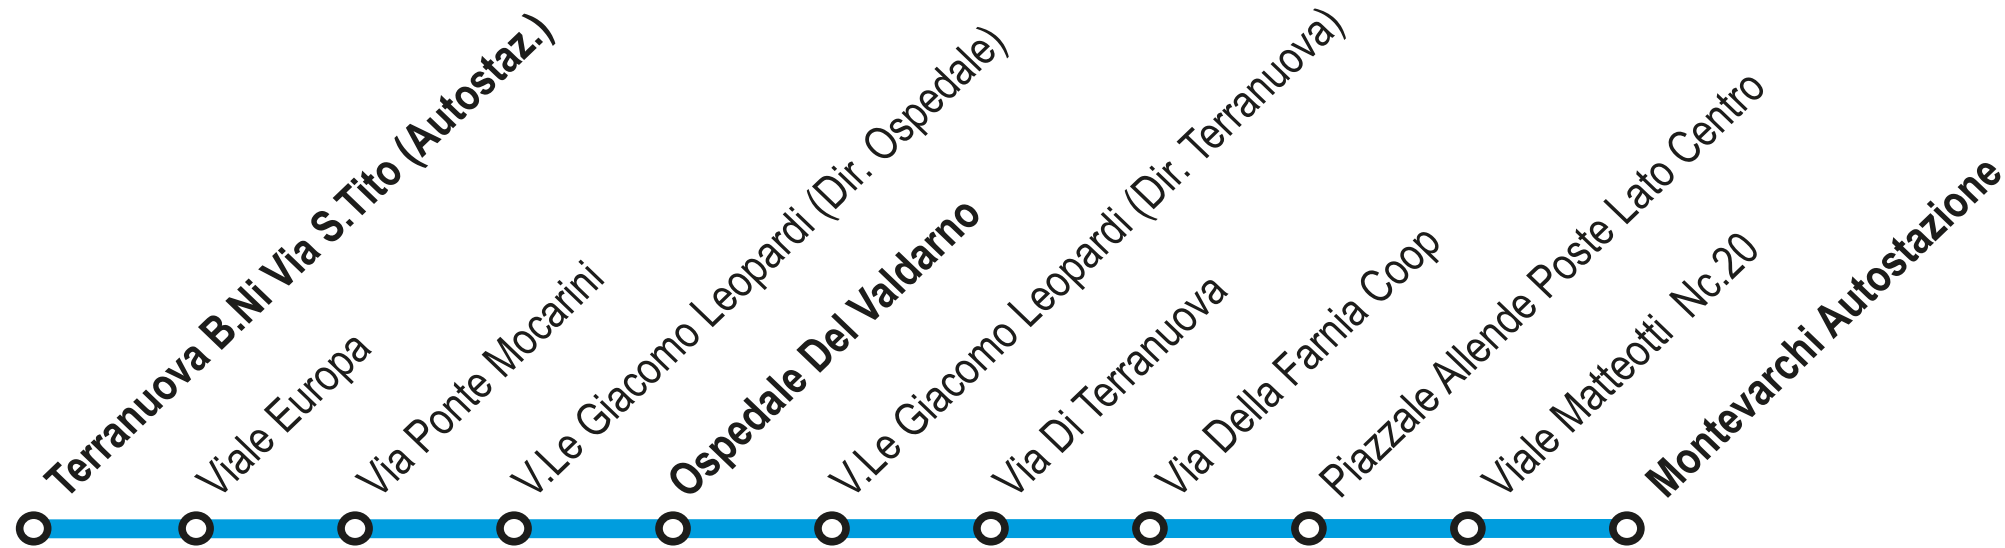 Terranuova B.Ni Via S.Tito (Autostaz.)
Viale Europa
Via Ponte Mocarini
V.Le Giacomo Leopardi (Dir. Ospedale)
Ospedale Del Valdarno
V.Le Giacomo Leopardi (Dir. Terranuova)
Via Di Terranuova
Via Della Farnia Coop
Piazzale Allende Poste Lato Centro
Viale Matteotti  Nc.20
Montevarchi Autostazione